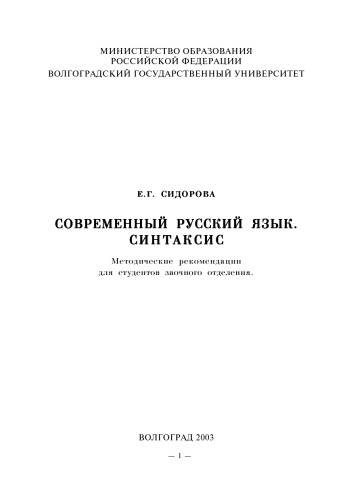 МИНИСТЕРСТВО ОБРАЗОВАНИЯ
РОССИЙСКОЙ ФЕДЕРАЦИИ
ВОЛГОГРАДСКИЙ ГОСУДАРСТВЕННЫЙ УНИВЕРСИТЕТ
Е.Г. СИДОРОВА
СОВРЕМЕННЫЙ РУССКИЙ ЯЗЫК.
СИНТАКСИС
Методические рекомендации
для студентов заочного отделения.
ВОЛГОГРАД 2003
— 1 —